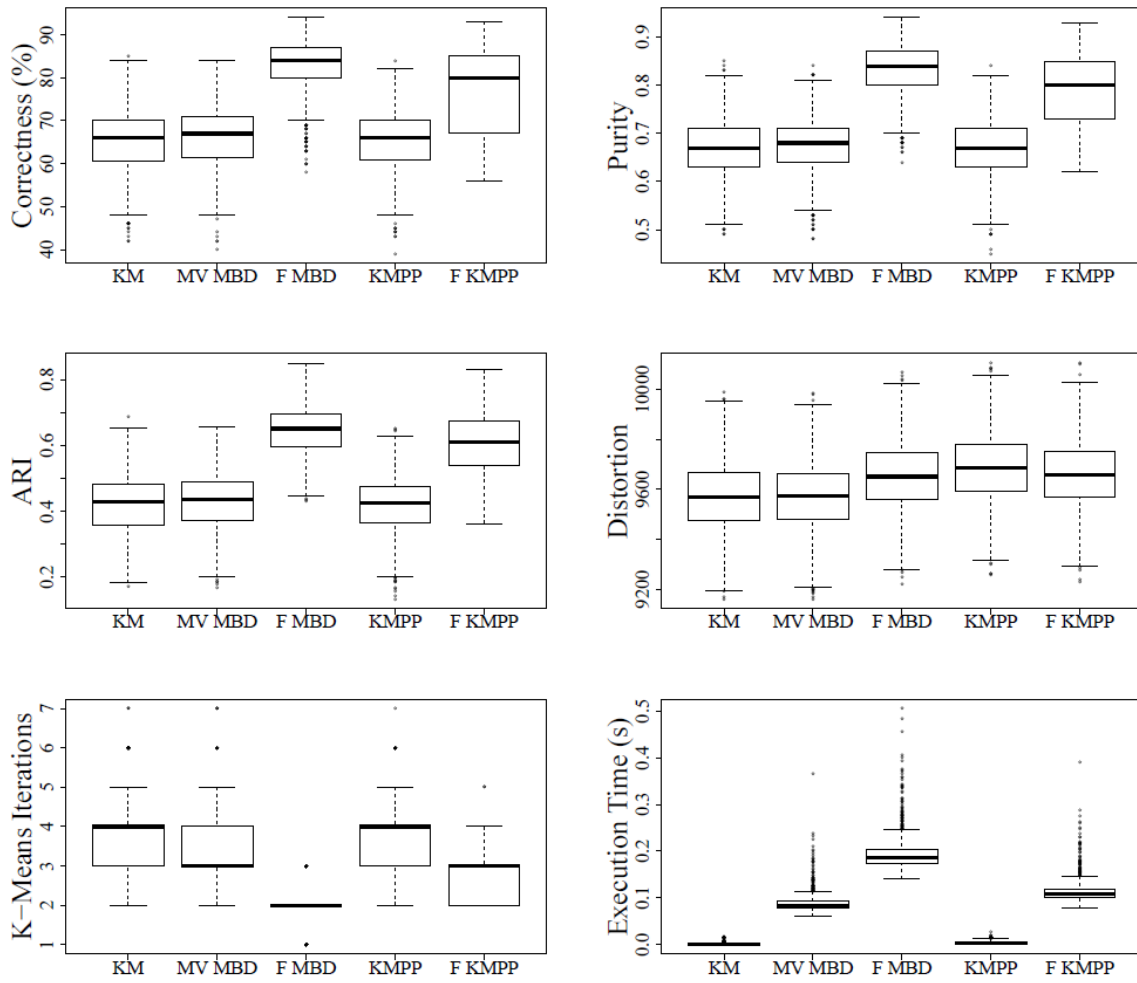 Correctness (%)
90
80
70
60
50
40
KM MV MBD F MBD KMPP F KMPP
Purity
0.9
0.8
0.7
0.6
0.5
KM MV MBD F MBD KMPP F KMPP
ARI
0.8
0.6
0.4
0.2
KM MV MBD F MBD KMPP F KMPP
Distortion
10000
9600
9200
KM MV MBD F MBD KMPP F KMPP
K−Means Iterations
7
6
5
4
3
2
1
KM MV MBD F MBD KMPP F KMPP
Execution Time (s)
0.5
0.4
0.3
0.2
0.1
0.0
KM MV MBD F MBD KMPP F KMPP